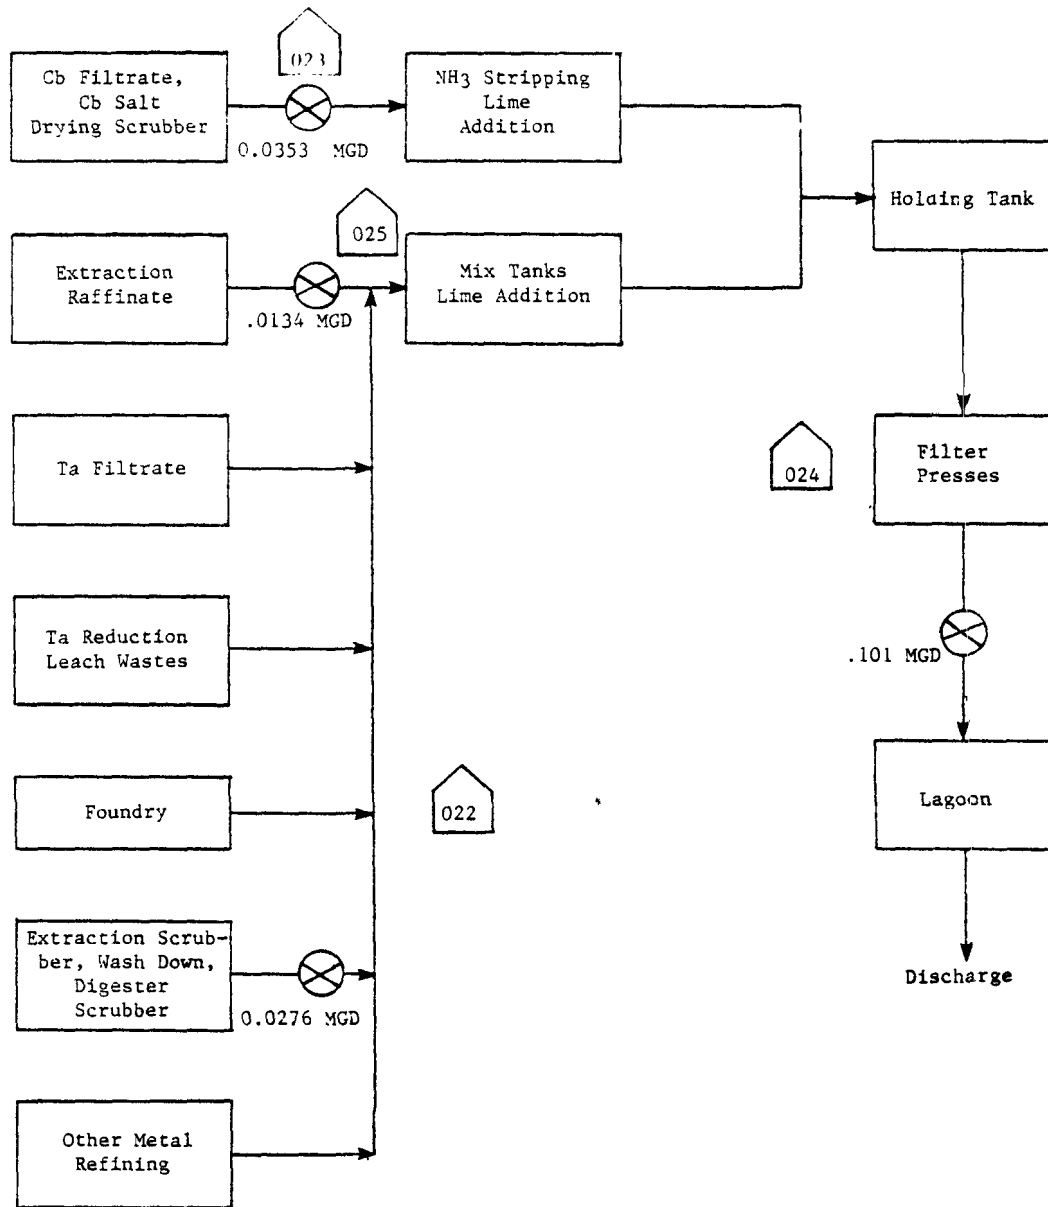 023
Cb Filtrate,
Cb Salt
Drying Scrubber
0.0353 MGD
NH3 Stripping
Lime
Addition
Holding Tank
025
Extraction
Raffinate
.0134 MGD
Mix Tanks
Lime Addition
Ta Filtrate
024
Filter
Presses
Ta Reduction
Leach Wastes
.101 MGD
Foundry
022
Lagoon
Extraction Scrub-
ber, Wash Down,
Digester
Scrubber
0.0276 MGD
Discharge
Other Metal
Refining